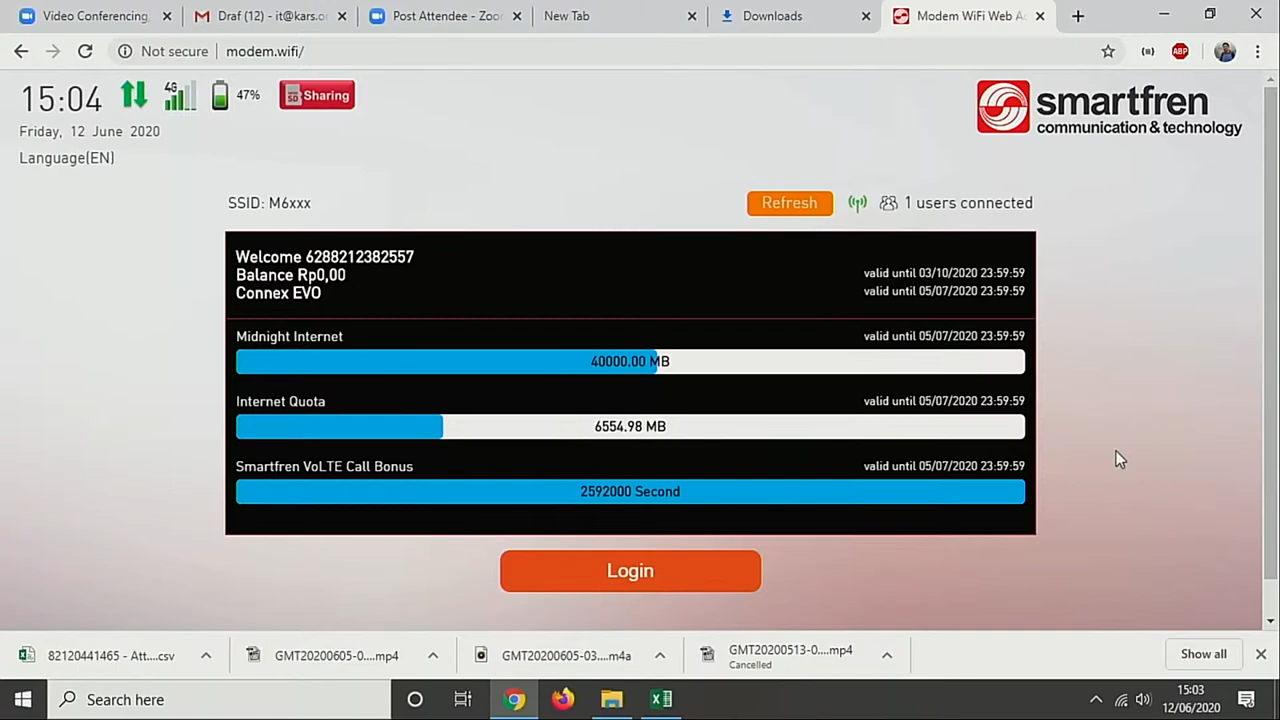 Video Conferencing,
Draf (12) - it@kars.o
Post Attendee - Zoo
New Tab
Downloads
Modem WiFi Web A
Not secure
modem.wifi/
ABP
15:04
4G
47%
SD Sharing
Friday, 12 June 2020
Language(EN)
smartfren
communication & technology
SSID: M6xxx
Refresh
1 users connected
Welcome 6288212382557
Balance Rp0,00
valid until 03/10/2020 23:59:59
Connex EVO
valid until 05/07/2020 23:59:59
Midnight Internet
valid until 05/07/2020 23:59:59
40000.00 MB
Internet Quota
valid until 05/07/2020 23:59:59
6554.98 MB
Smartfren VoLTE Call Bonus
valid until 05/07/2020 23:59:59
2592000 Second
Login
82120441465 - Att....csv
GMT20200605-0....mp4
GMT20200605-03....m4a
GMT20200513-0....mp4
Cancelled
Show all
Search here
15:03
12/06/2020